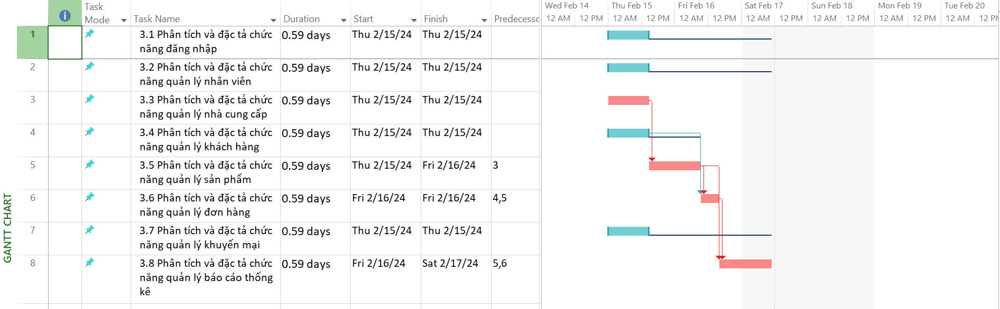 Task
Mode
Task Name
Duration
Start
Finish
Predecesso
Wed Feb 14
Thu Feb 15
Fri Feb 16
Sat Feb 17
Sun Feb 18
Mon Feb 19
Tue Feb 20
12 AM 12 PM 12 AM 12 PM 12 AM 12 PM 12 AM 12 PM 12 AM 12 PM 12 AM 12 PM 12 AM 12 PM
1 3.1 Phân tích và đặc tả chức 0.59 days Thu 2/15/24 Thu 2/15/24
năng đăng nhập
2 3.2 Phân tích và đặc tả chức 0.59 days Thu 2/15/24 Thu 2/15/24
năng quản lý nhân viên
3 3.3 Phân tích và đặc tả chức 0.59 days Thu 2/15/24 Thu 2/15/24
năng quản lý nhà cung cấp
4 3.4 Phân tích và đặc tả chức 0.59 days Thu 2/15/24 Thu 2/15/24
năng quản lý khách hàng
5 3.5 Phân tích và đặc tả chức 0.59 days Thu 2/15/24 Fri 2/16/24 3
năng quản lý sản phẩm
6 3.6 Phân tích và đặc tả chức 0.59 days Fri 2/16/24 Fri 2/16/24 4,5
năng quản lý đơn hàng
7 3.7 Phân tích và đặc tả chức 0.59 days Thu 2/15/24 Thu 2/15/24
năng quản lý khuyến mại
8 3.8 Phân tích và đặc tả chức 0.59 days Fri 2/16/24 Sat 2/17/24 5,6
năng quản lý báo cáo thống
kê
GANTT CHART